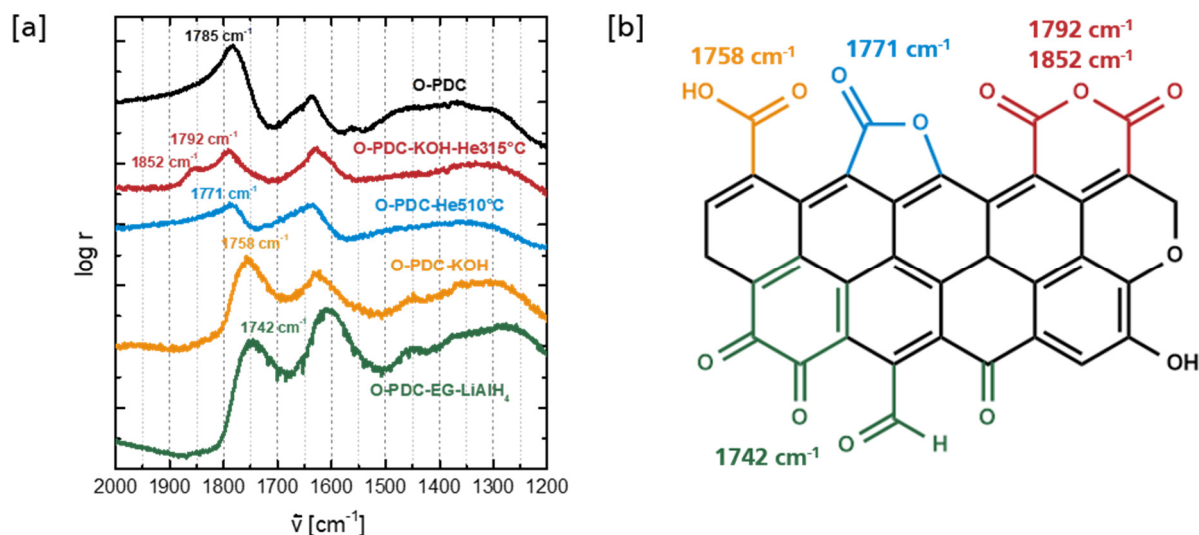 [a]
1785 cm⁻¹
O-PDC
1792 cm⁻¹
1852 cm⁻¹
O-PDC-KOH-He315°C
1771 cm⁻¹
O-PDC-He510°C
1758 cm⁻¹
O-PDC-KOH
1742 cm⁻¹
O-PDC-EG-LiAlH₄
log r
2000 1900 1800 1700 1600 1500 1400 1300 1200
ṽ [cm⁻¹]
[b]
1758 cm⁻¹
1771 cm⁻¹
1792 cm⁻¹
1852 cm⁻¹
HO O
O O
O O O
O
OH
O
O
O
O H
1742 cm⁻¹